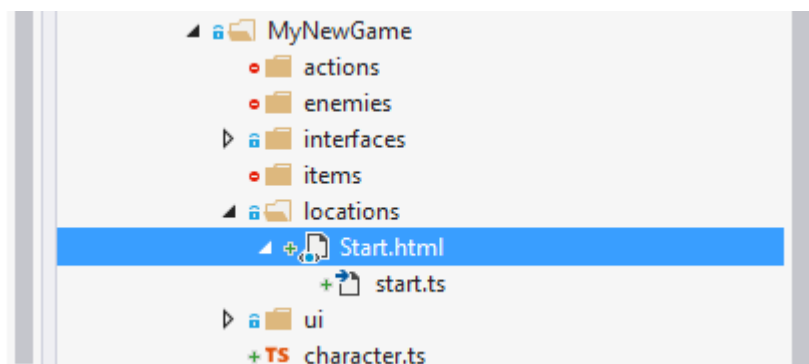 MyNewGame
actions
enemies
interfaces
items
locations
Start.html
start.ts
ui
TS character.ts